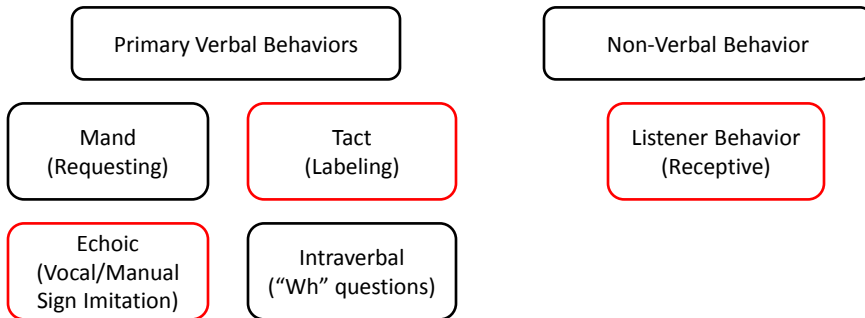 Primary Verbal Behaviors
Non-Verbal Behavior
Mand
(Requesting)
Tact
(Labeling)
Listener Behavior
(Receptive)
Echoic
(Vocal/Manual
Sign Imitation)
Intraverbal
(“Wh” questions)